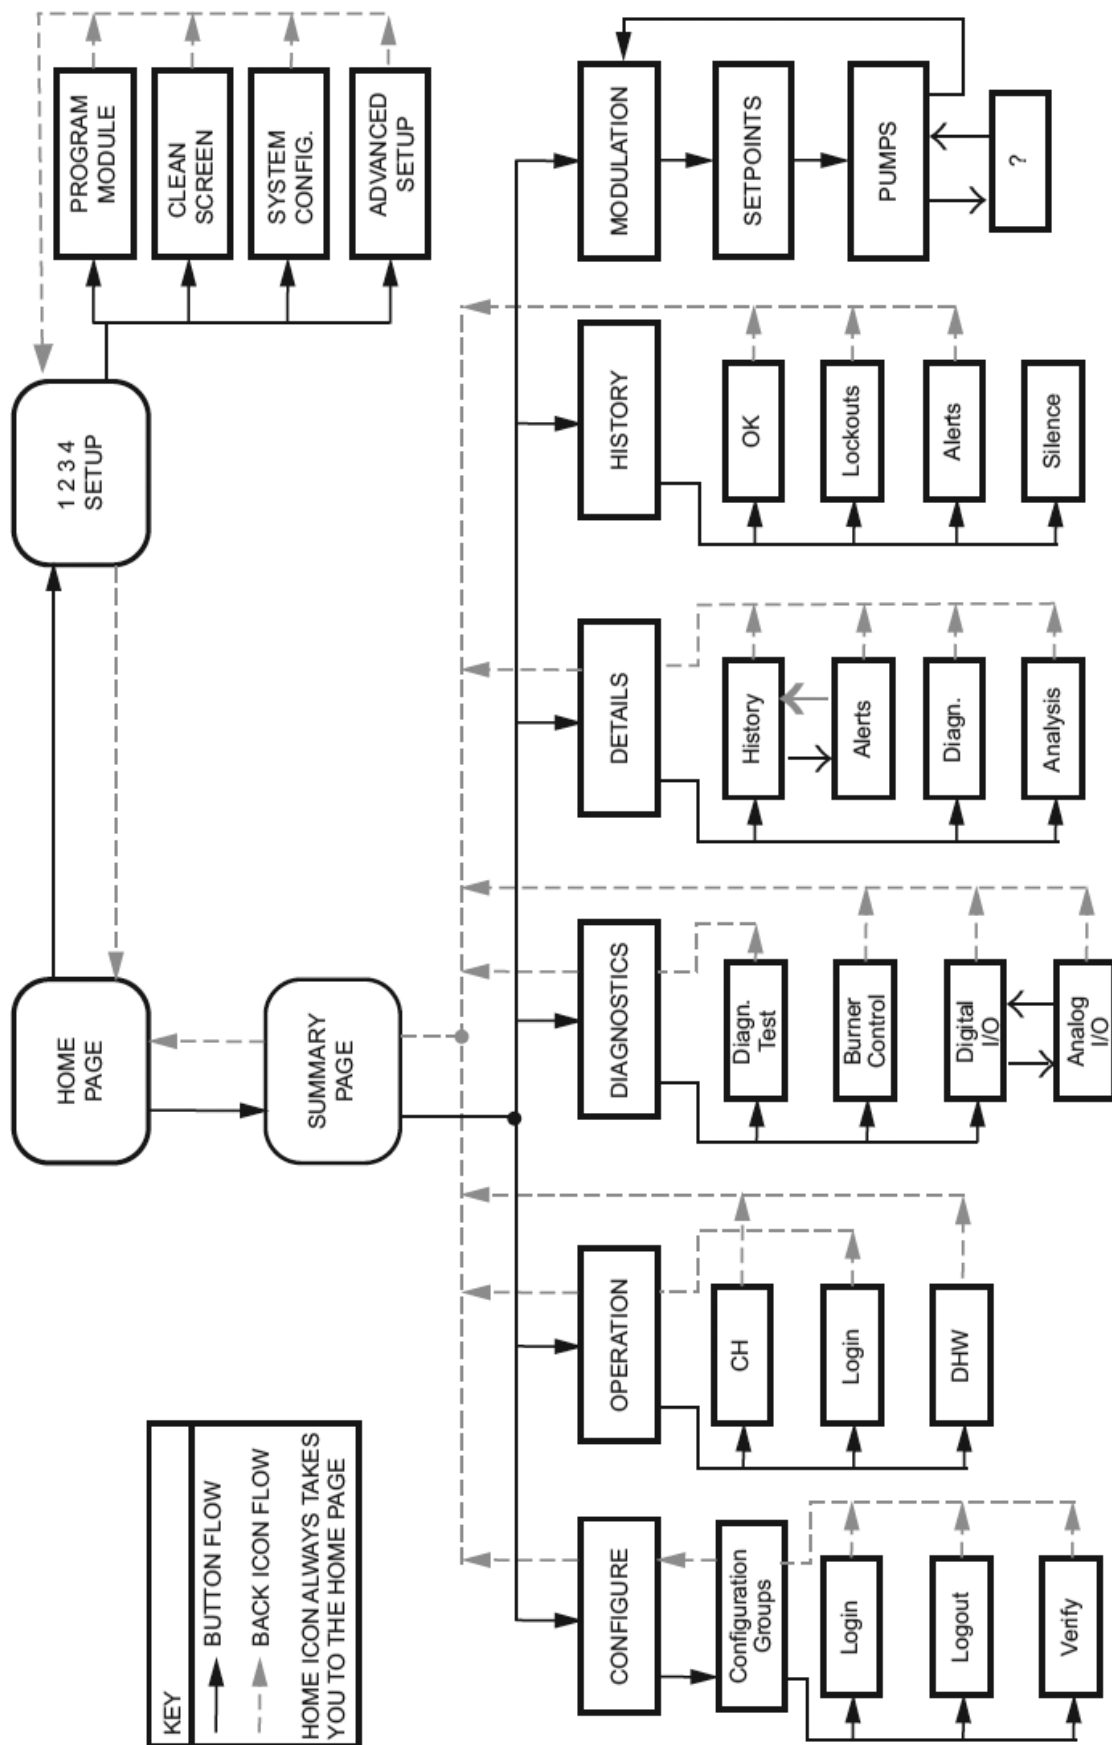 HOME
PAGE
1 2 3 4
SETUP
PROGRAM
MODULE
CLEAN
SCREEN
SYSTEM
CONFIG.
ADVANCED
SETUP
SUMMARY
PAGE
KEY
BUTTON FLOW
BACK ICON FLOW
HOME ICON ALWAYS TAKES
YOU TO THE HOME PAGE
CONFIGURE
Configuration
Groups
Login
Logout
Verify
OPERATION
CH
Login
DHW
DIAGNOSTICS
Diagn.
Test
Burner
Control
Digital
I/O
Analog
I/O
DETAILS
History
Alerts
Diagn.
Analysis
HISTORY
OK
Lockouts
Alerts
Silence
MODULATION
SETPOINTS
PUMPS
?